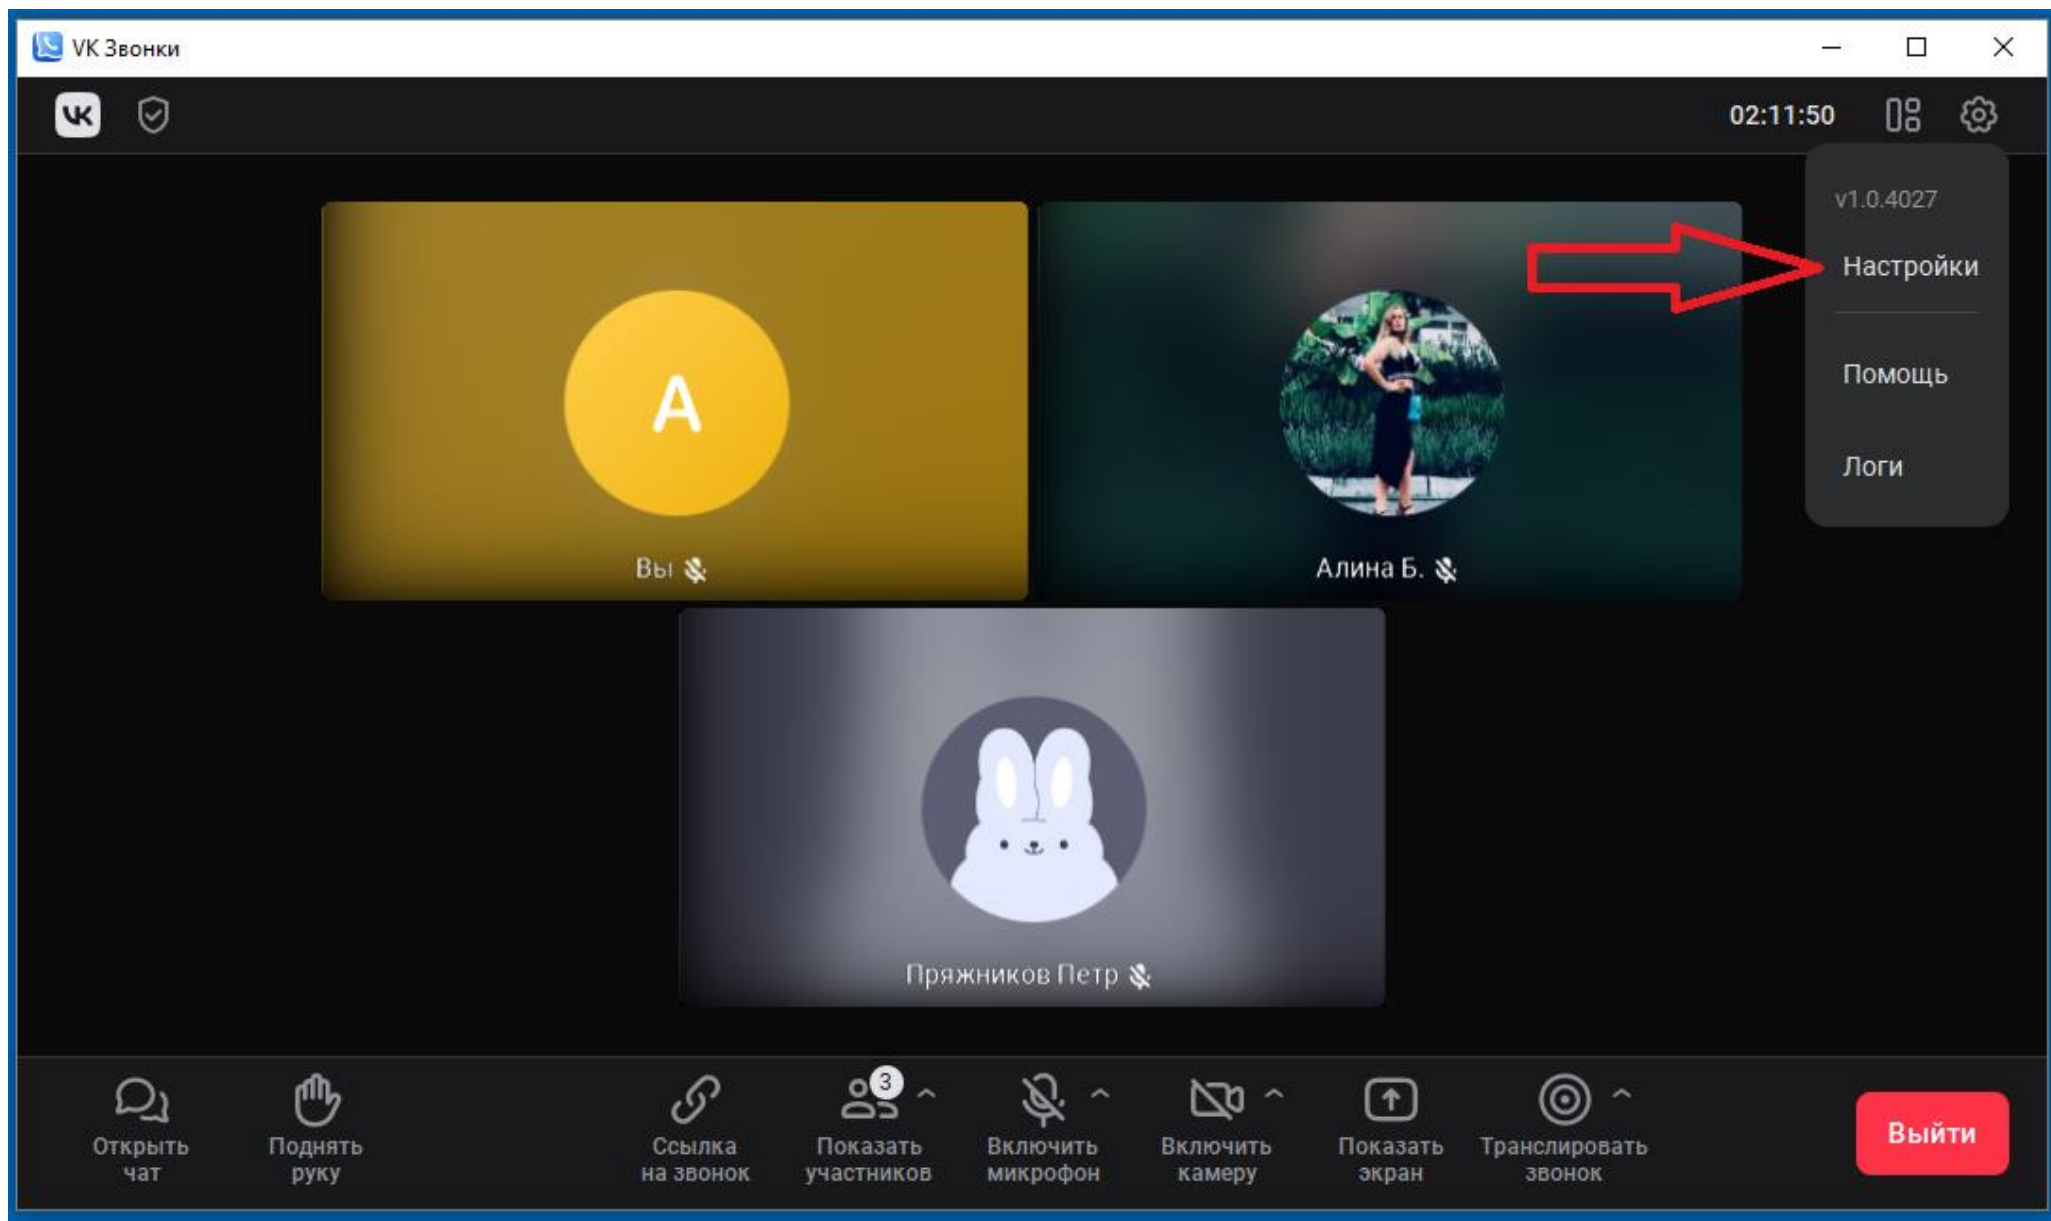 VK Звонки
02:11:50
v1.0.4027
Настройки
Помощь
Логи
A
Вы
Алина Б.
Пряжников Петр
Открыть
чат
Поднять
руку
Ссылка
на звонок
3
Показать
участников
Включить
микрофон
Включить
камеру
Показать
экран
Транслировать
звонок
Выйти